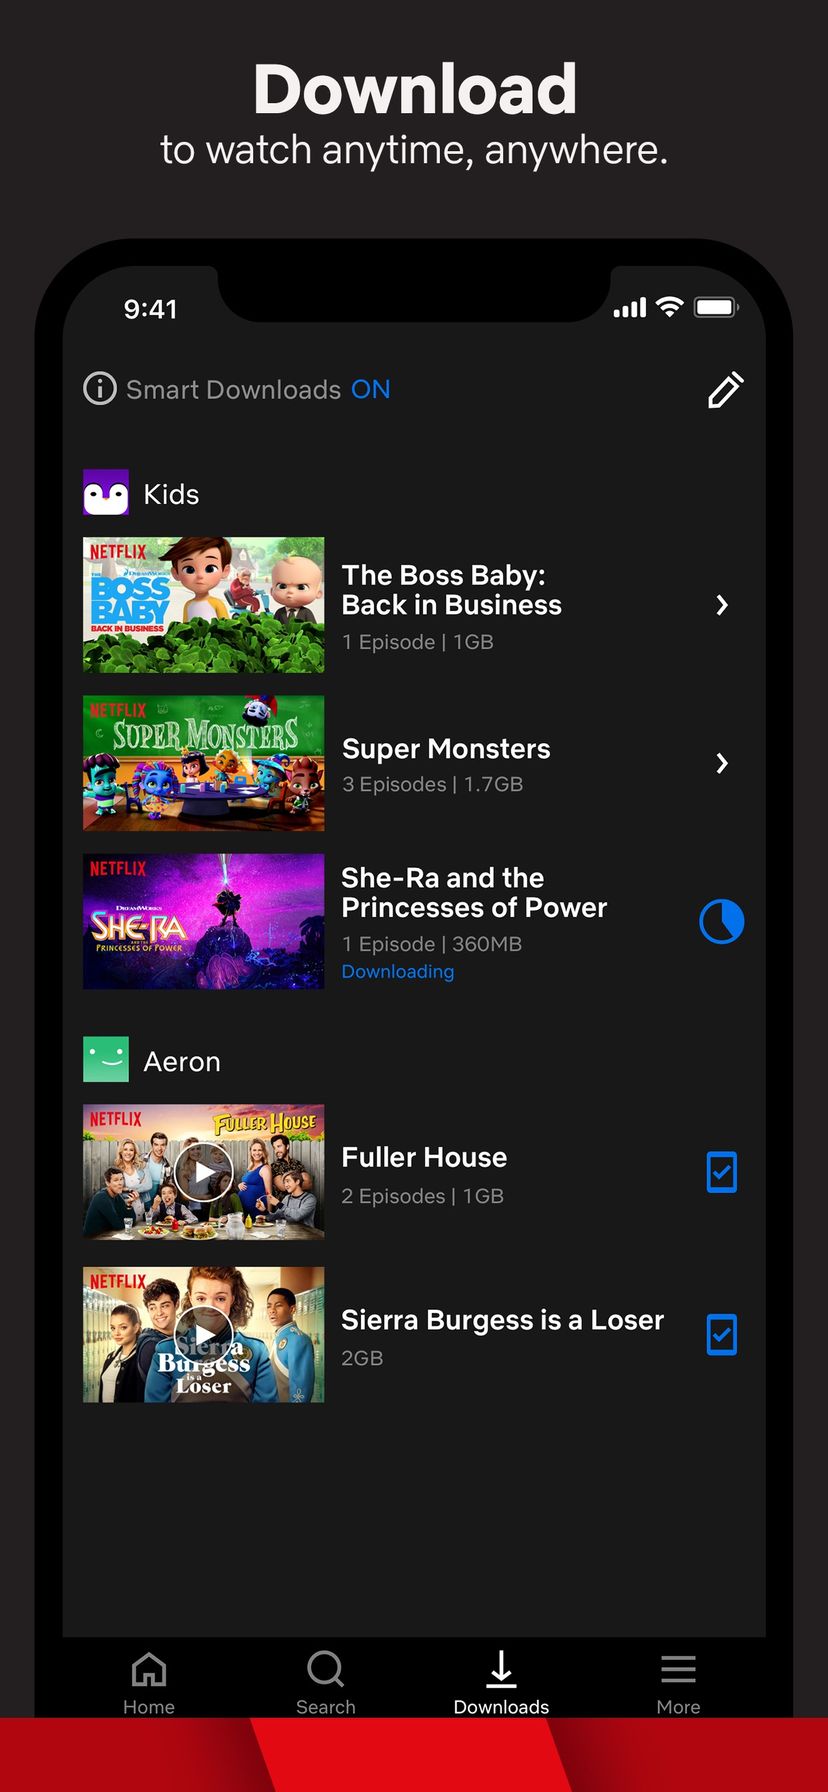 Download
to watch anytime, anywhere.
9:41
Smart Downloads ON
Kids
NETFLIX
DREAMWORKS
THE
BOSS
BABY
BACK IN BUSINESS
The Boss Baby:
Back in Business
1 Episode | 1GB
NETFLIX
SUPER MONSTERS
Super Monsters
3 Episodes | 1.7GB
NETFLIX
DREAMWORKS
SHE-RA
AND THE
PRINCESSES OF POWER
She-Ra and the
Princesses of Power
1 Episode | 360MB
Downloading
Aeron
NETFLIX
FULLER HOUSE
Fuller House
2 Episodes | 1GB
NETFLIX
Sierra
Burgess
is a
Loser
Sierra Burgess is a Loser
2GB
Home
Search
Downloads
More